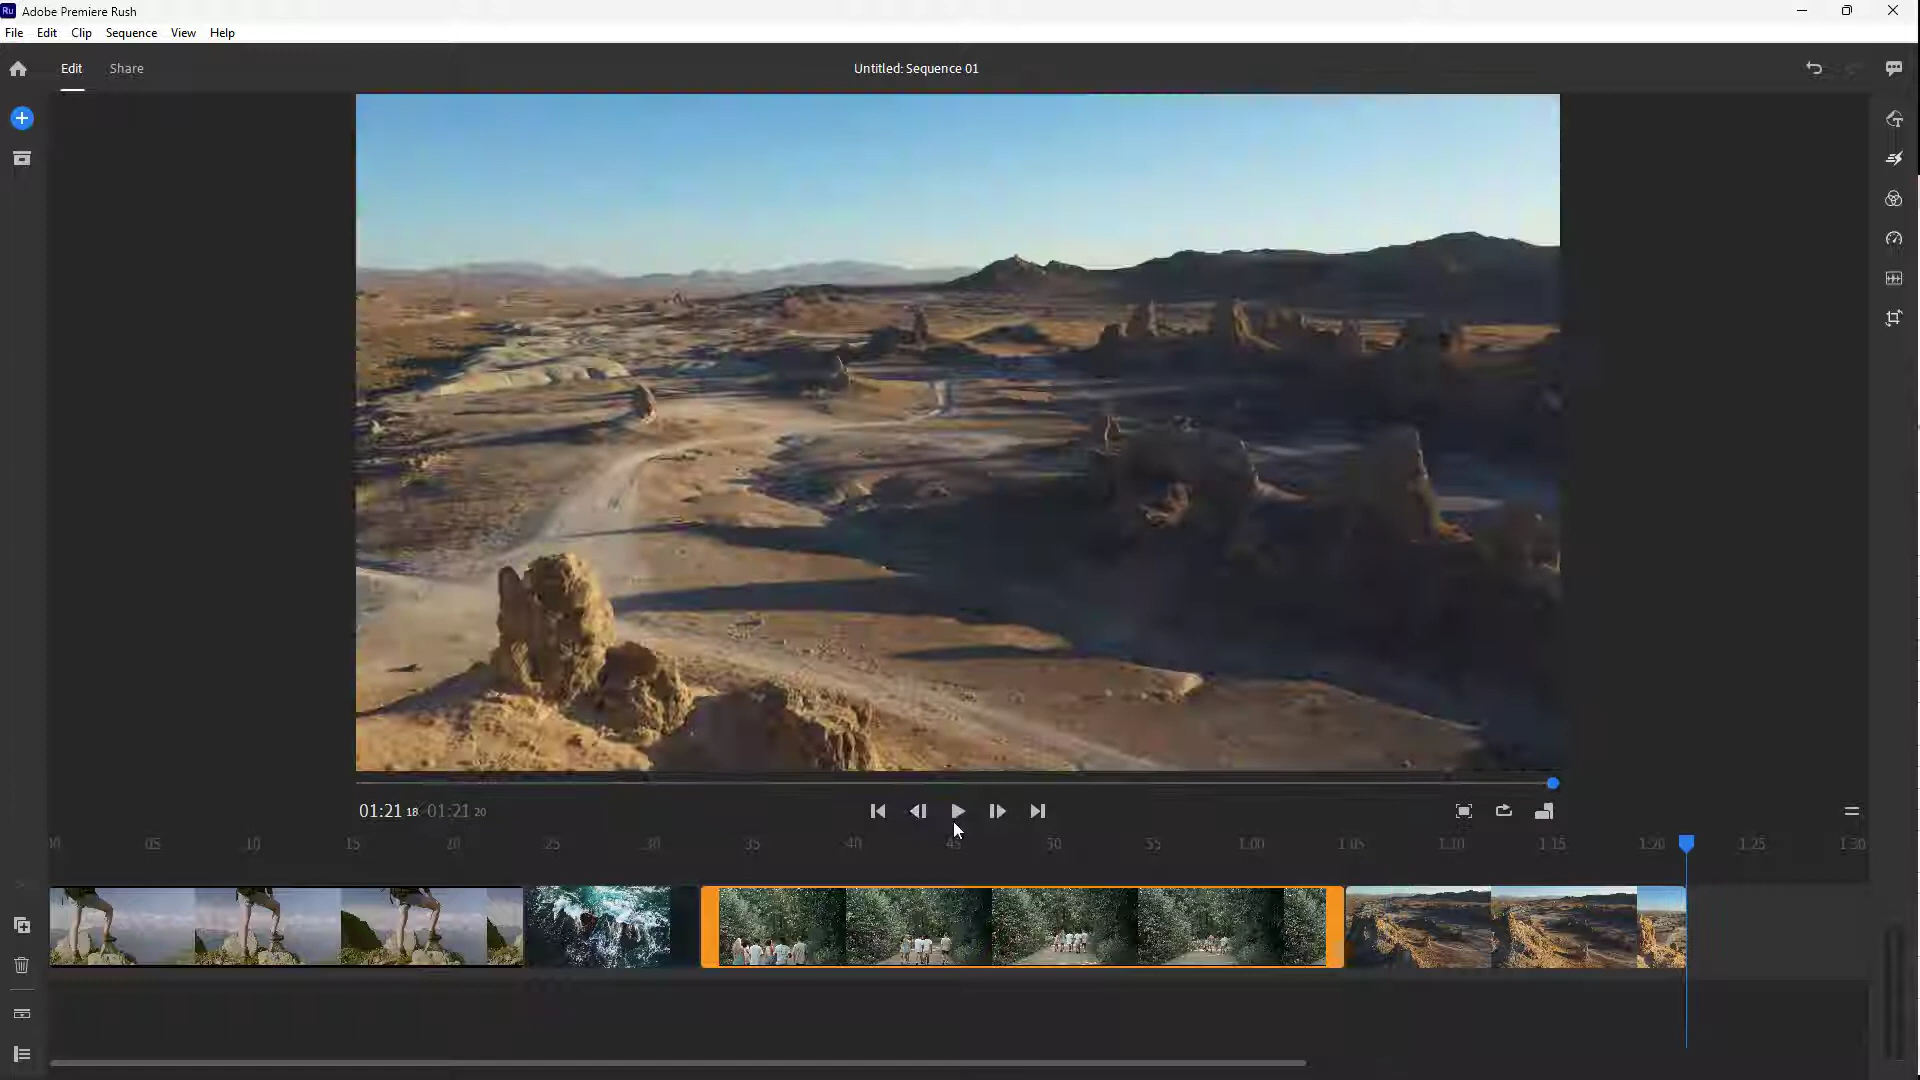 Ru Adobe Premiere Rush
File Edit Clip Sequence View Help
Edit Share Untitled: Sequence 01
01:21 18 01:21 20
05 10 15 20 25 30 35 40 45 50 55 1:00 1:05 1:10 1:15 1:20 1:25 1:30